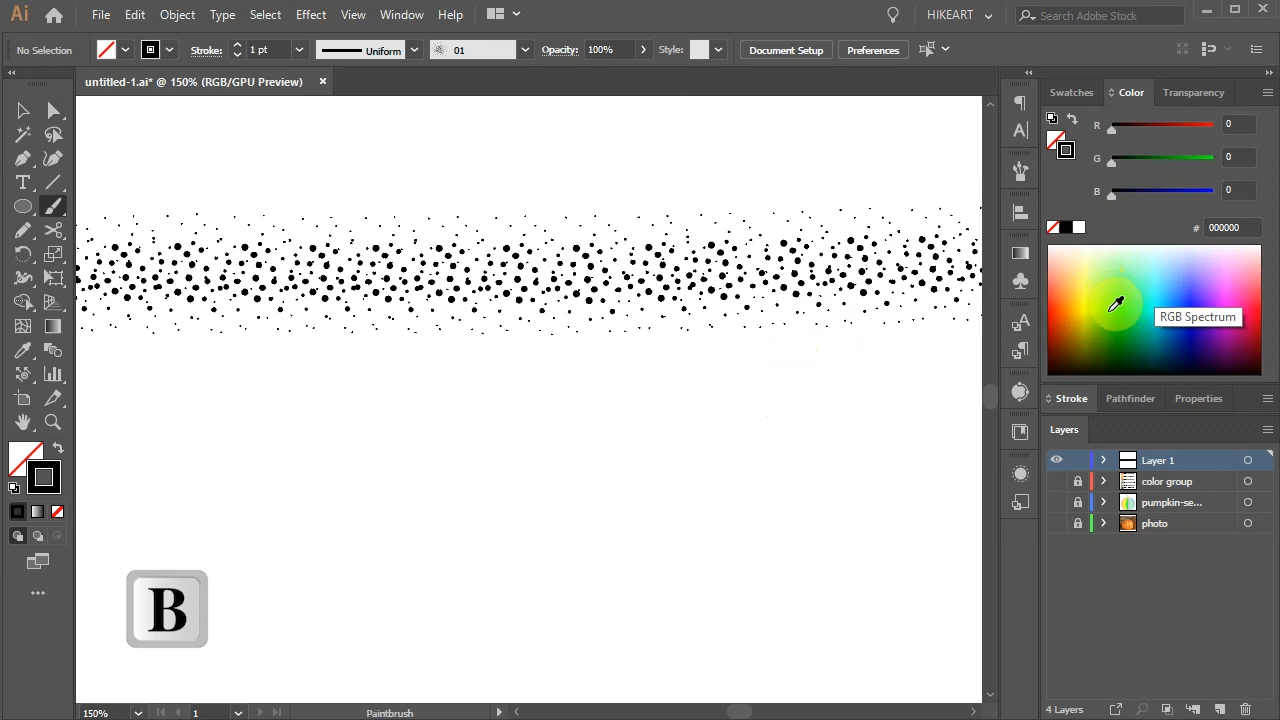 Ai File Edit Object Type Select Effect View Window Help HIKEART Search Adobe Stock
No Selection Stroke: 1 pt Uniform 01 Opacity: 100% Style: Document Setup Preferences
untitled-1.ai* @ 150% (RGB/GPU Preview) ×
Swatches Color Transparency
R 0
G 0
B 0
# 000000
RGB Spectrum
Stroke Pathfinder Properties
Layers
Layer 1
color group
pumpkin-se...
photo
B
4 Layers
150% 1 Paintbrush